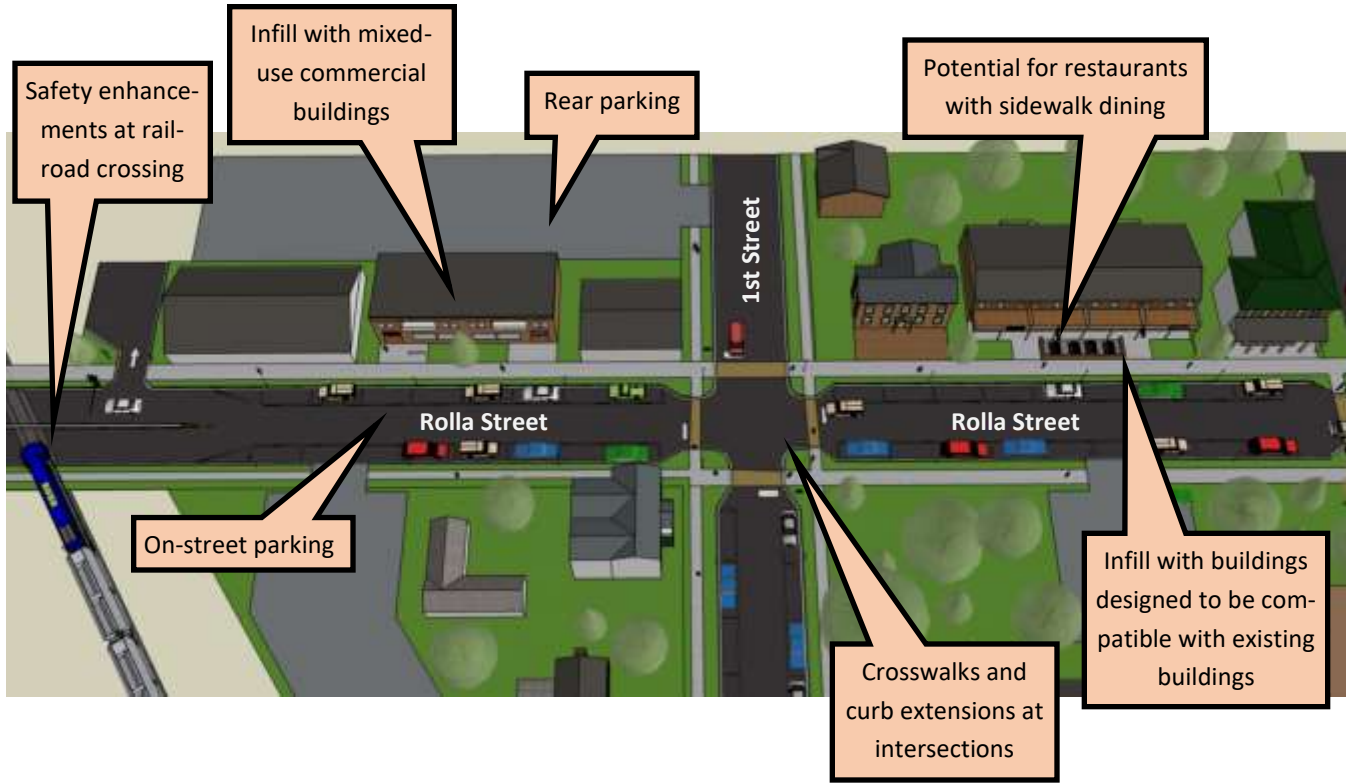 Safety enhance-
ments at rail-
road crossing
Infill with mixed-
use commercial
buildings
Rear parking
Potential for restaurants
with sidewalk dining
1st Street
Rolla Street
Rolla Street
On-street parking
Crosswalks and
curb extensions at
intersections
Infill with buildings
designed to be com-
patible with existing
buildings